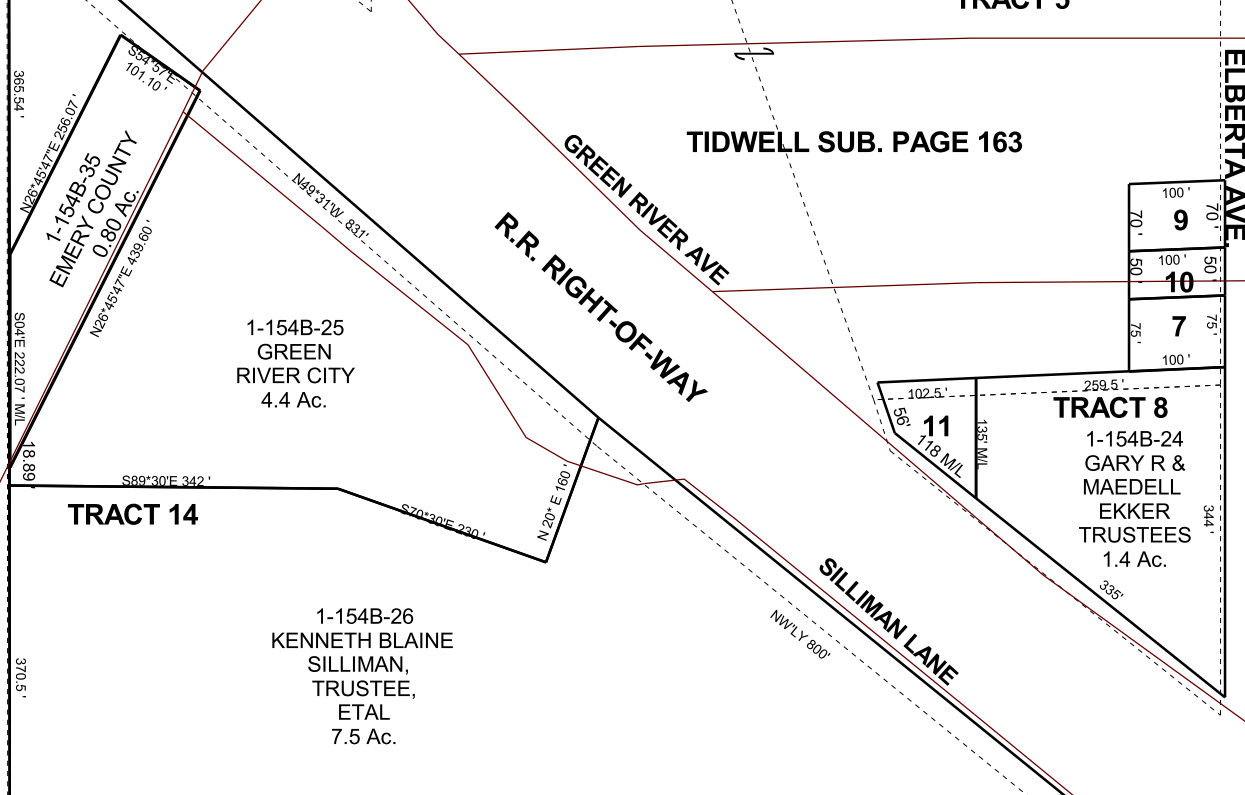 TRACT 5
ELBERTA AVE.
S54*57'E
101.10 '
365.54 '
N26*45'47"E 256.07 '
1-154B-35
EMERY COUNTY
0.80 Ac.
N26*45'47"E 439.60 '
TIDWELL SUB. PAGE 163
GREEN RIVER AVE
N49*31'W 831'
R.R. RIGHT-OF-WAY
100 '
70 '
9
70 '
100 '
50 '
10
50 '
75 '
7
75 '
100 '
S04'E 222.07 ' M/L
18.89'
1-154B-25
GREEN
RIVER CITY
4.4 Ac.
102.5 '
259.5 '
56'
11
118 M/L
135' M/L
TRACT 8
1-154B-24
GARY R &
MAEDELL
EKKER
TRUSTEES
1.4 Ac.
344 '
335'
S89*30'E 342 '
TRACT 14
S70*30'E 230 '
N 20* E 160 '
SILLIMAN LANE
NW'LY 800'
1-154B-26
KENNETH BLAINE
SILLIMAN,
TRUSTEE,
ETAL
7.5 Ac.
370.5 '